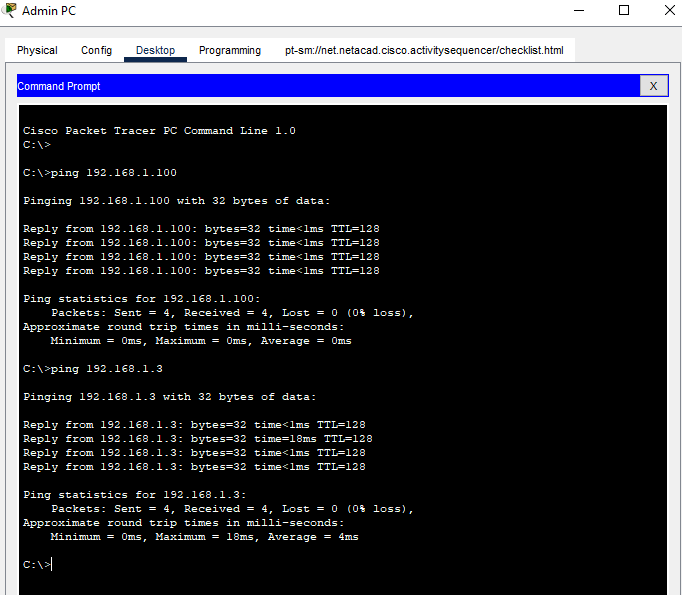 Admin PC
Physical Config Desktop Programming pt-sm://net.netacad.cisco.activitysequencer/checklist.html
Command Prompt X
Cisco Packet Tracer PC Command Line 1.0
C:\>
C:\>ping 192.168.1.100
Pinging 192.168.1.100 with 32 bytes of data:
Reply from 192.168.1.100: bytes=32 time<1ms TTL=128
Reply from 192.168.1.100: bytes=32 time<1ms TTL=128
Reply from 192.168.1.100: bytes=32 time<1ms TTL=128
Reply from 192.168.1.100: bytes=32 time<1ms TTL=128
Ping statistics for 192.168.1.100:
    Packets: Sent = 4, Received = 4, Lost = 0 (0% loss),
Approximate round trip times in milli-seconds:
    Minimum = 0ms, Maximum = 0ms, Average = 0ms
C:\>ping 192.168.1.3
Pinging 192.168.1.3 with 32 bytes of data:
Reply from 192.168.1.3: bytes=32 time<1ms TTL=128
Reply from 192.168.1.3: bytes=32 time=18ms TTL=128
Reply from 192.168.1.3: bytes=32 time<1ms TTL=128
Reply from 192.168.1.3: bytes=32 time<1ms TTL=128
Ping statistics for 192.168.1.3:
    Packets: Sent = 4, Received = 4, Lost = 0 (0% loss),
Approximate round trip times in milli-seconds:
    Minimum = 0ms, Maximum = 18ms, Average = 4ms
C:\>